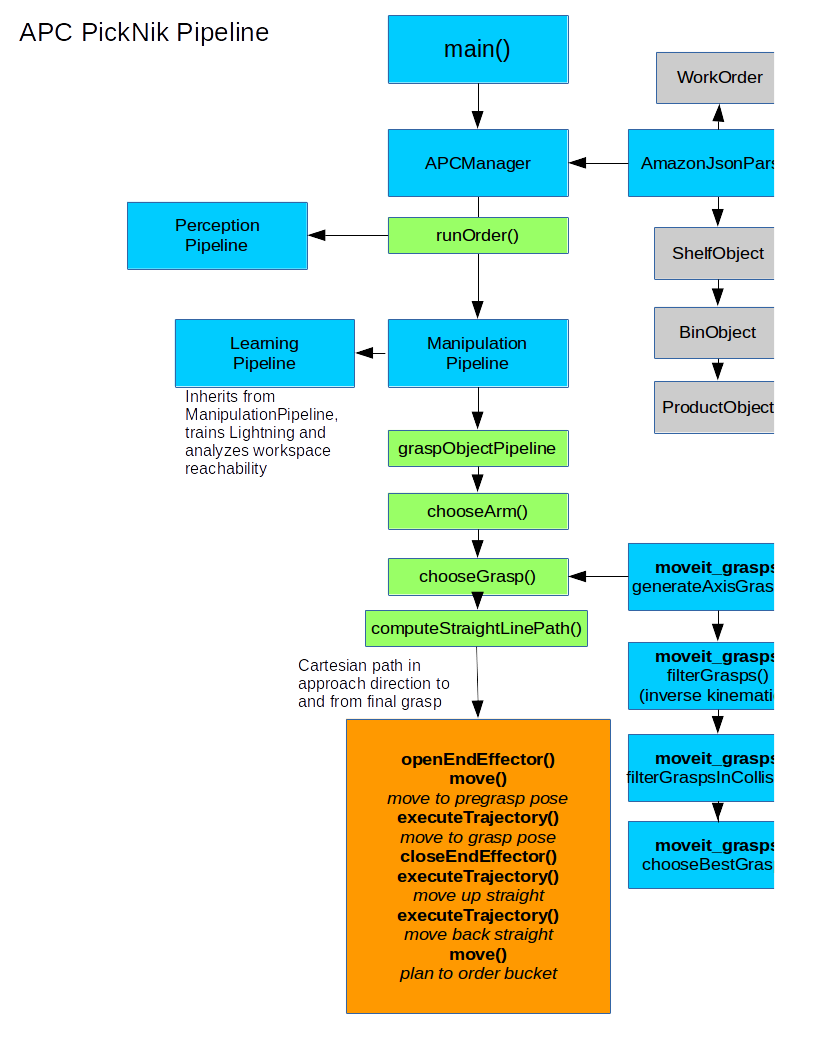 APC PickNik Pipeline
main()
WorkOrder
APCManager
AmazonJsonPars
Perception
Pipeline
runOrder()
ShelfObject
BinObject
ProductObject
Learning
Pipeline
Manipulation
Pipeline
Inherits from
ManipulationPipeline,
trains Lightning and
analyzes workspace
reachability
graspObjectPipeline
chooseArm()
chooseGrasp()
computeStraightLinePath()
Cartesian path in
approach direction to
and from final grasp
moveit_grasps
generateAxisGras
moveit_grasps
filterGrasps()
(inverse kinemati
moveit_grasps
filterGraspsInCollis
moveit_grasps
chooseBestGras
openEndEffector()
move()
move to pregrasp pose
executeTrajectory()
move to grasp pose
closeEndEffector()
executeTrajectory()
move up straight
executeTrajectory()
move back straight
move()
plan to order bucket